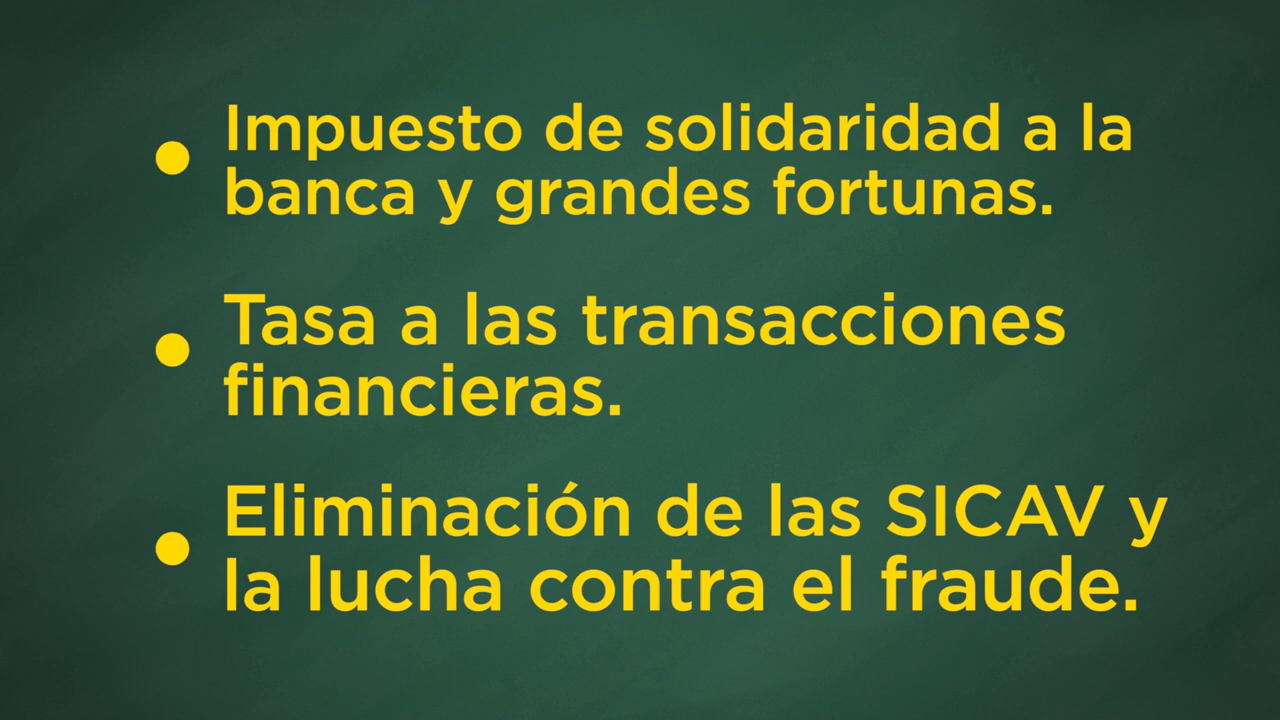 Impuesto de solidaridad a la
banca y grandes fortunas.
Tasa a las transacciones
financieras.
Eliminación de las SICAV y
la lucha contra el fraude.